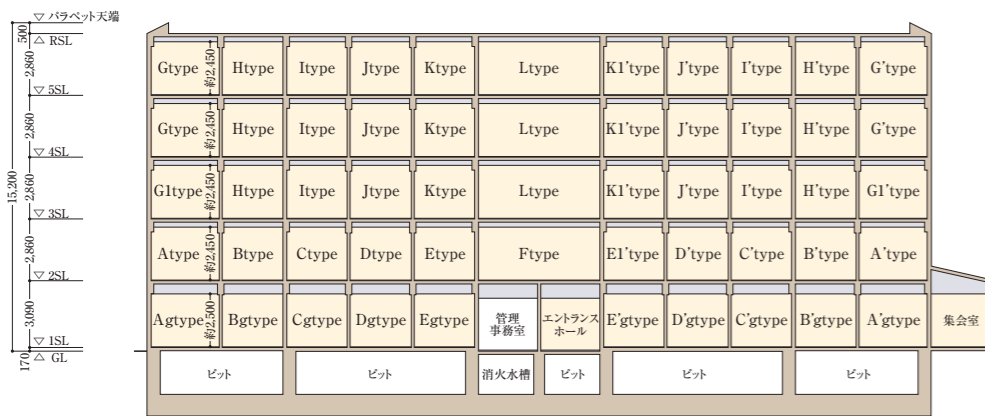 ▽ パラペット天端
500
△ RSL
2,860
Gtype 約2,450 Htype Itype Jtype Ktype Ltype K1'type J'type I'type H'type G'type
▽ 5SL
2,860
Gtype 約2,450 Htype Itype Jtype Ktype Ltype K1'type J'type I'type H'type G'type
▽ 4SL
15,200
2,860
G1type 約2,450 Htype Itype Jtype Ktype Ltype K1'type J'type I'type H'type G1'type
▽ 3SL
2,860
Atype 約2,450 Btype Ctype Dtype Etype Ftype E1'type D'type C'type B'type A'type
▽ 2SL
3,090
Agtype 約2,500 Bgtype Cgtype Dgtype Egtype
管理
事務室
エントランス
ホール
E'gtype D'gtype C'gtype B'gtype A'gtype 集会室
▽ 1SL
170
△ GL
ピット ピット 消火水槽 ピット ピット ピット